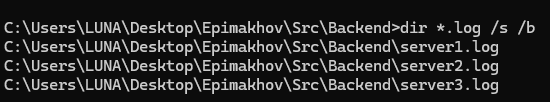 C:\Users\LUNA\Desktop\Epimakhov\Src\Backend>dir *.log /s /b
C:\Users\LUNA\Desktop\Epimakhov\Src\Backend\server1.log
C:\Users\LUNA\Desktop\Epimakhov\Src\Backend\server2.log
C:\Users\LUNA\Desktop\Epimakhov\Src\Backend\server3.log